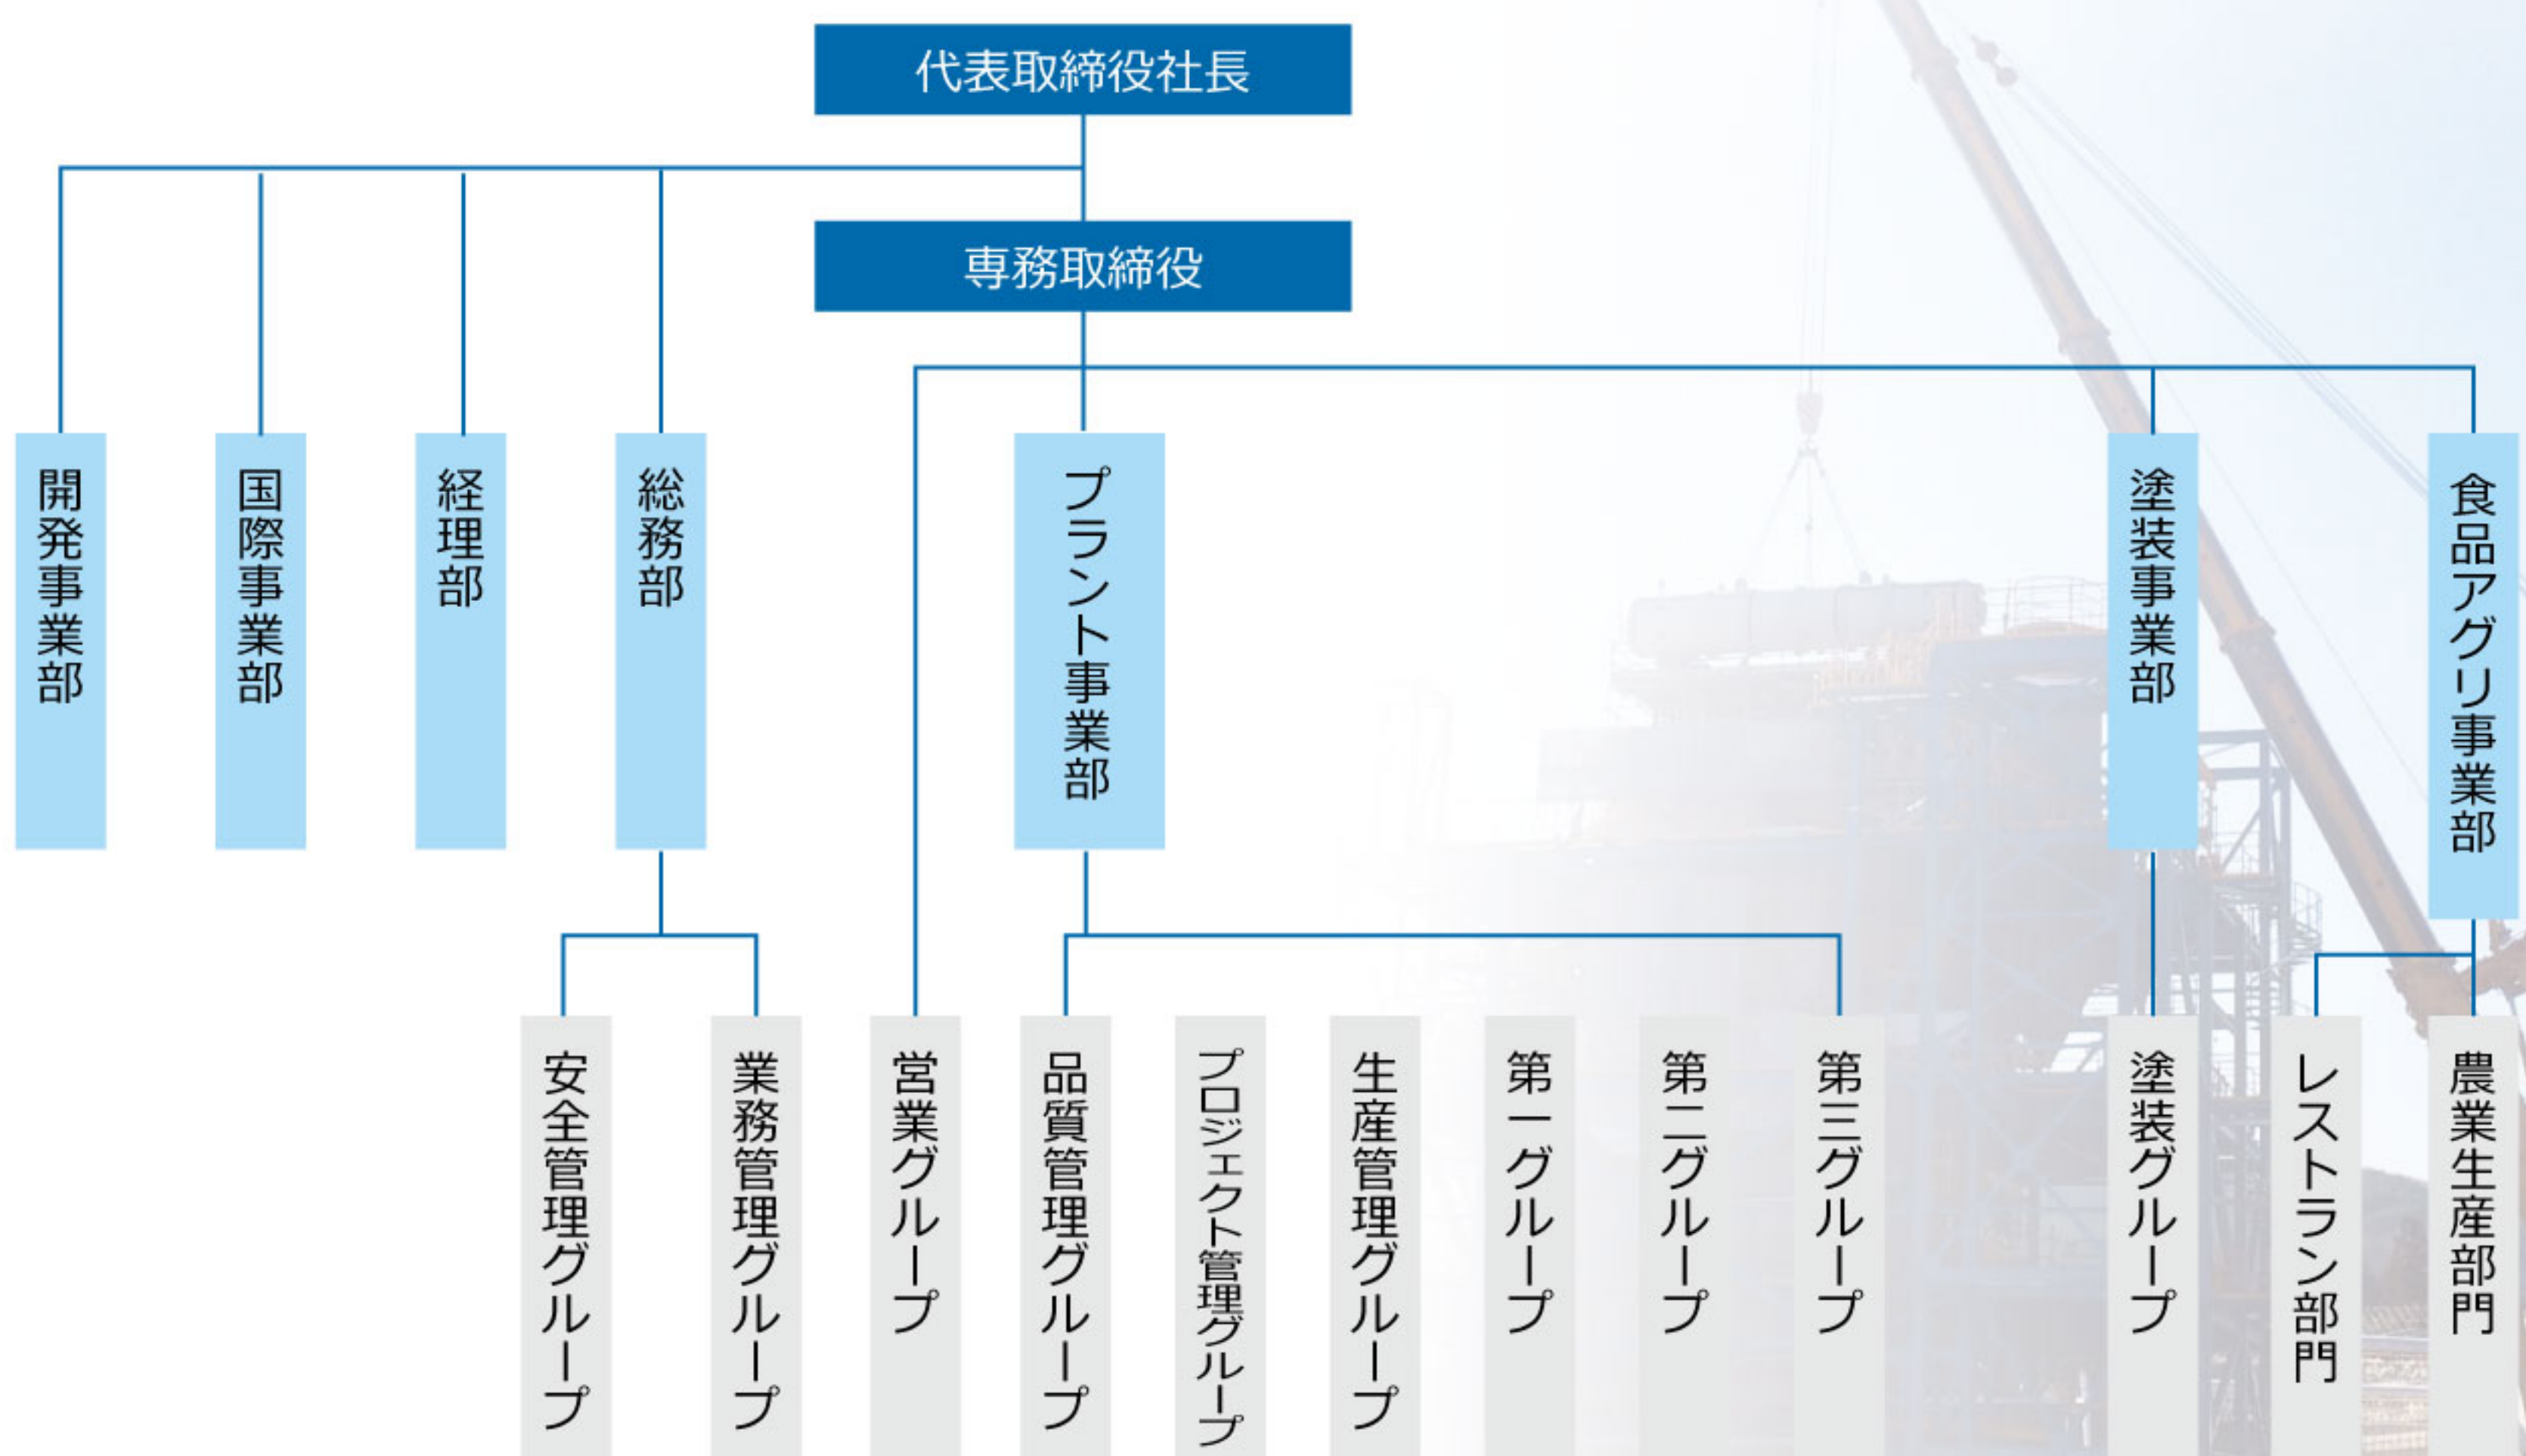 代表取締役社長
専務取締役
開発事業部
国際事業部
経理部
総務部
プラント事業部
塗装事業部
食品アグリ事業部
安全管理グループ
業務管理グループ
営業グループ
品質管理グループ
プロジェクト管理グループ
生産管理グループ
第一グループ
第二グループ
第三グループ
塗装グループ
レストラン部門
農業生産部門